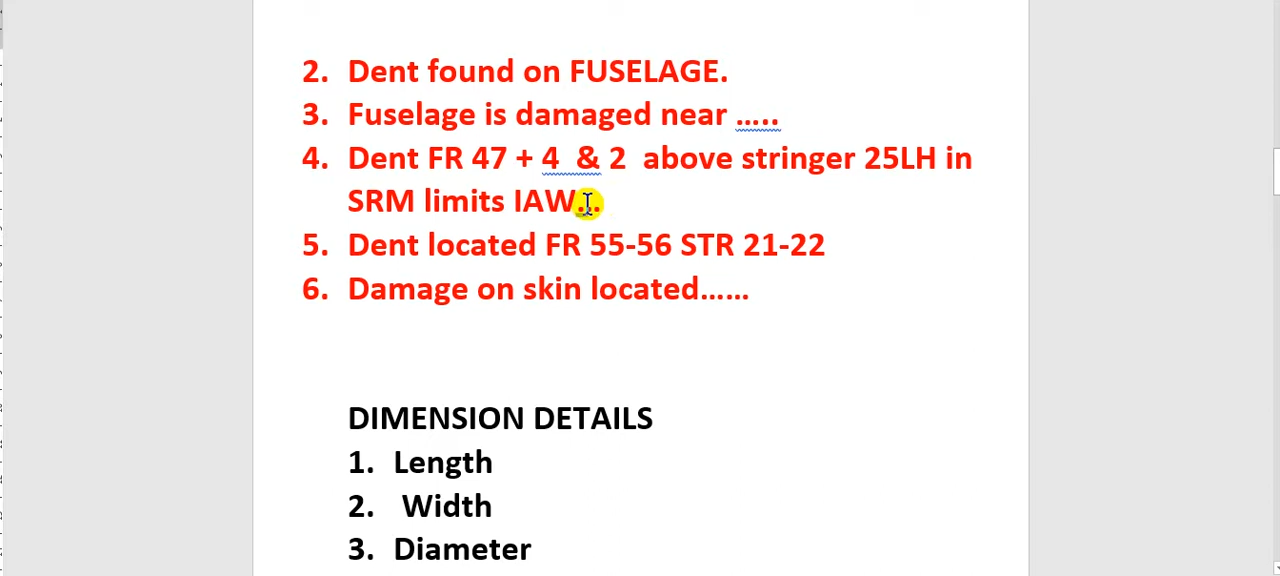 2. Dent found on FUSELAGE.
3. Fuselage is damaged near …..
4. Dent FR 47 + 4  & 2  above stringer 25LH in
SRM limits IAW...
5. Dent located FR 55-56 STR 21-22
6. Damage on skin located……
DIMENSION DETAILS
1. Length
2. Width
3. Diameter